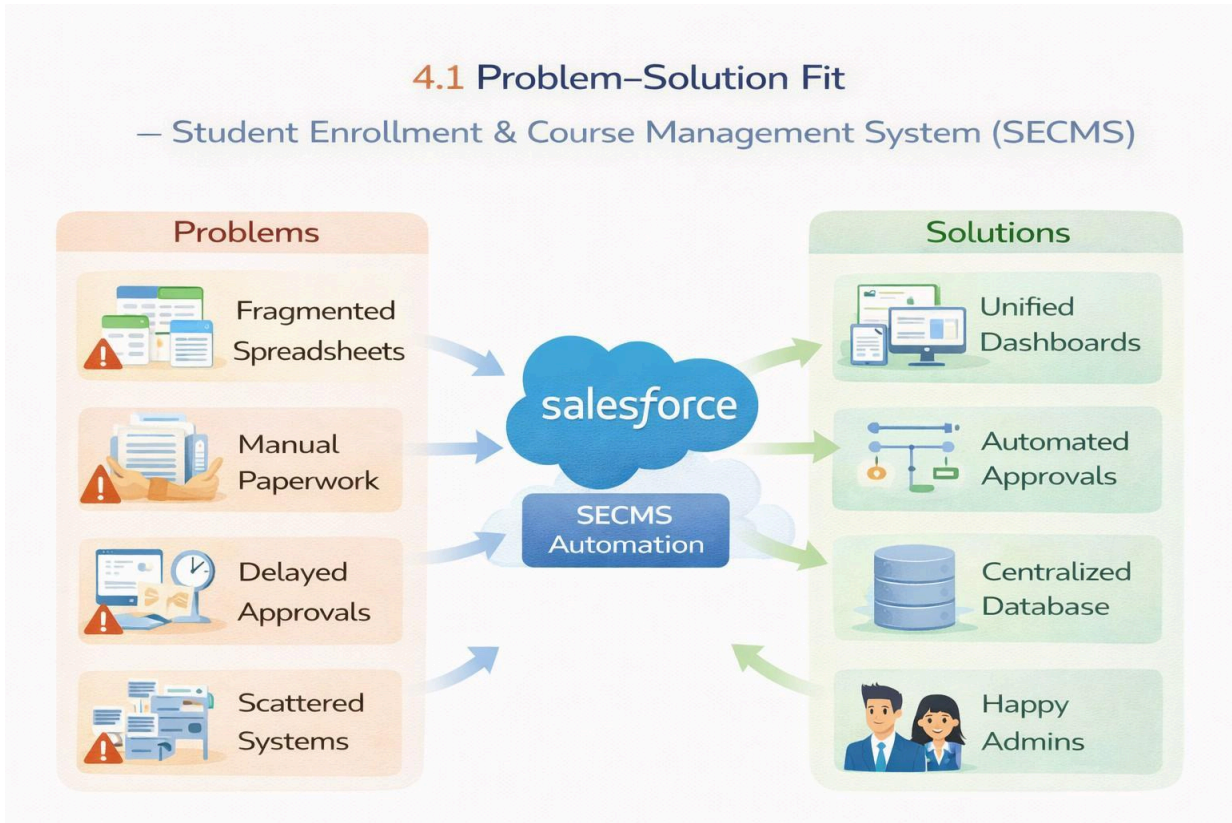 4.1 Problem–Solution Fit
— Student Enrollment & Course Management System (SECMS)
Problems
Fragmented
Spreadsheets
Manual
Paperwork
Delayed
Approvals
Scattered
Systems
salesforce
SECMS
Automation
Solutions
Unified
Dashboards
Automated
Approvals
Centralized
Database
Happy
Admins